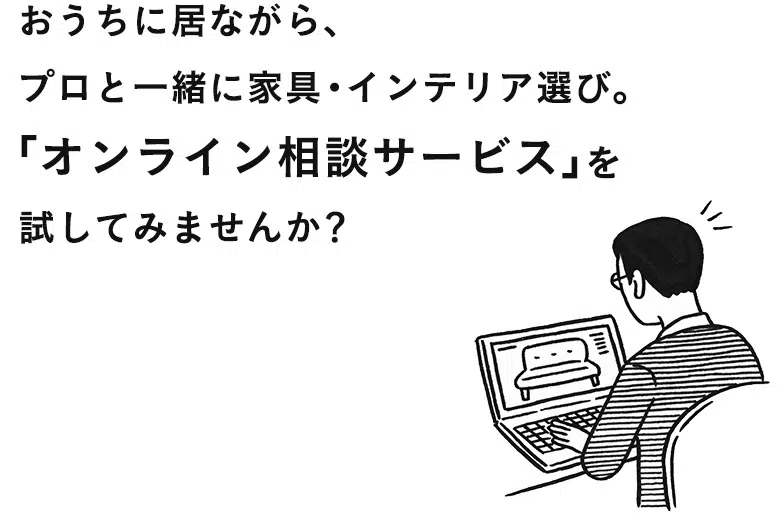 おうちに居ながら、
プロと一緒に家具・インテリア選び。
「オンライン相談サービス」を
試してみませんか？